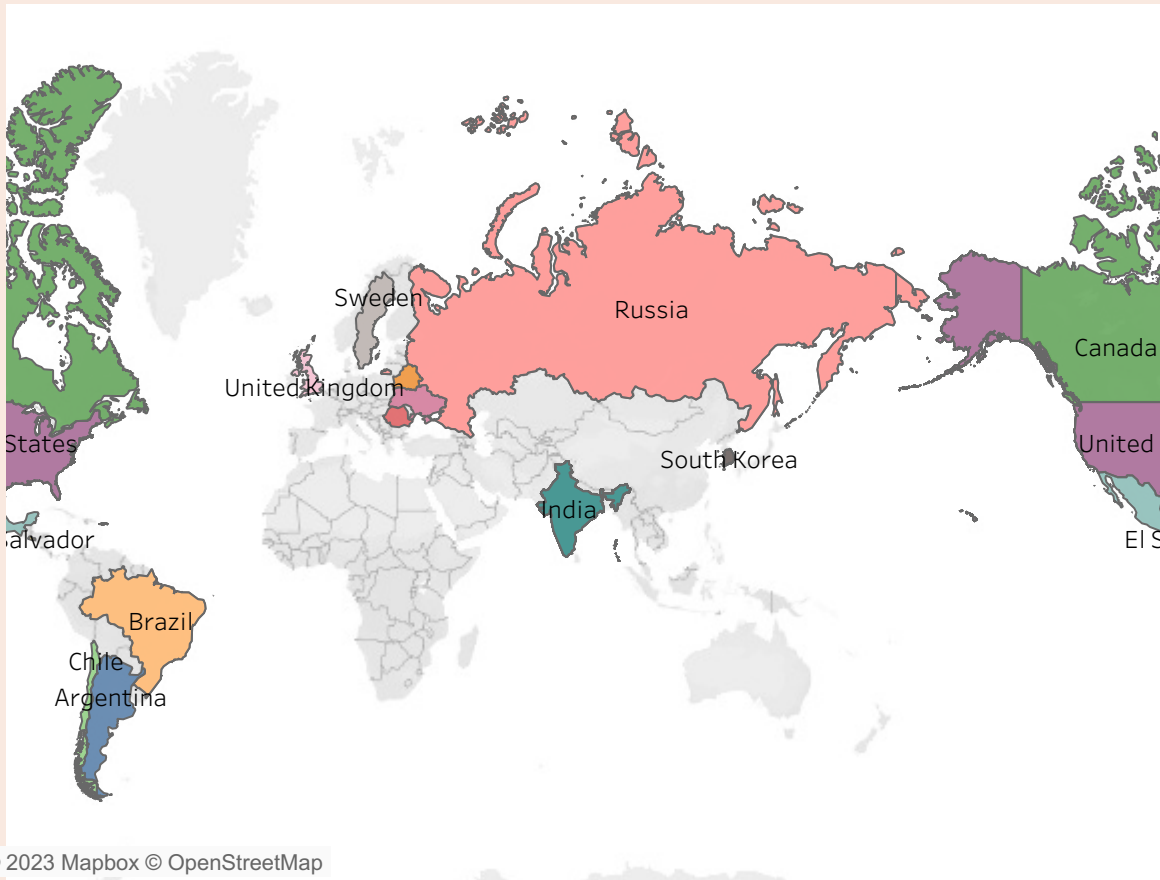 Sweden
Russia
Canada
United Kingdom
States
United
South Korea
India
Salvador
El S
Brazil
Chile
Argentina
2023 Mapbox © OpenStreetMap